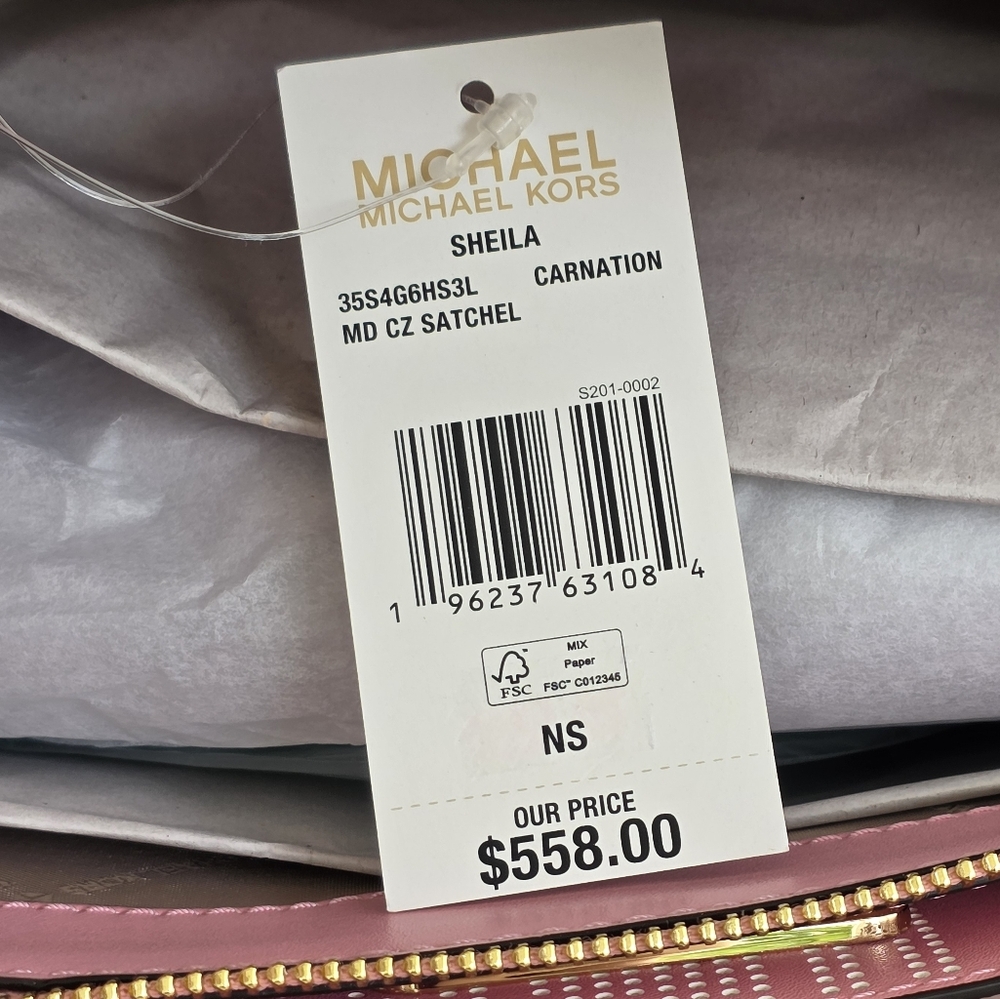 MICHAEL
MICHAEL KORS
SHEILA
35S4G6HS3L CARNATION
MD CZ SATCHEL
S201-0002
1 96237 63108 4
FSC
MIX
Paper
FSC™ C012345
NS
OUR PRICE
$558.00